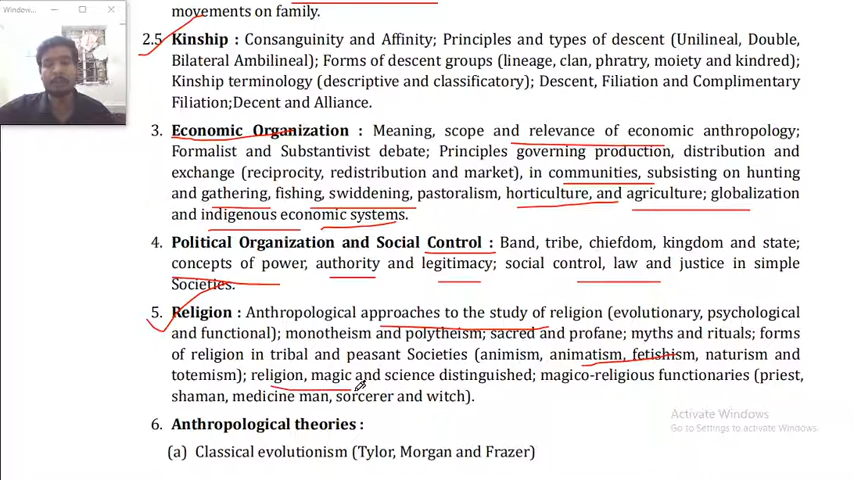 Window...
movements on family.
2.5 Kinship : Consanguinity and Affinity; Principles and types of descent (Unilineal, Double,
Bilateral Ambilineal); Forms of descent groups (lineage, clan, phratry, moiety and kindred);
Kinship terminology (descriptive and classificatory); Descent, Filiation and Complimentary
Filiation;Decent and Alliance.
3. Economic Organization : Meaning, scope and relevance of economic anthropology;
Formalist and Substantivist debate; Principles governing production, distribution and
exchange (reciprocity, redistribution and market), in communities, subsisting on hunting
and gathering, fishing, swiddening, pastoralism, horticulture, and agriculture; globalization
and indigenous economic systems.
4. Political Organization and Social Control : Band, tribe, chiefdom, kingdom and state;
concepts of power, authority and legitimacy; social control, law and justice in simple
Societies.
5. Religion : Anthropological approaches to the study of religion (evolutionary, psychological
and functional); monotheism and polytheism; sacred and profane; myths and rituals; forms
of religion in tribal and peasant Societies (animism, animatism, fetishism, naturism and
totemism); religion, magic and science distinguished; magico-religious functionaries (priest,
shaman, medicine man, sorcerer and witch).
6. Anthropological theories :
(a) Classical evolutionism (Tylor, Morgan and Frazer)
Activate Windows
Go to Settings to activate Windows.